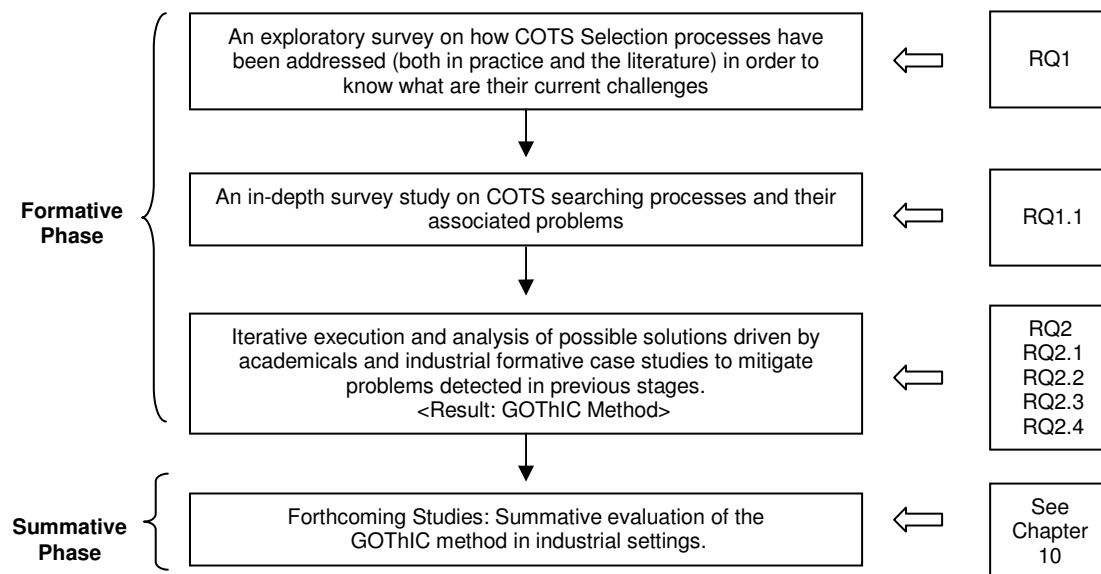 An exploratory survey on how COTS Selection processes have
been addressed (both in practice and the literature) in order to
know what are their current challenges
RQ1
Formative
Phase
An in-depth survey study on COTS searching processes and their
associated problems
RQ1.1
Iterative execution and analysis of possible solutions driven by
academicals and industrial formative case studies to mitigate
problems detected in previous stages.
<Result: GOThIC Method>
RQ2
RQ2.1
RQ2.2
RQ2.3
RQ2.4
Summative
Phase
Forthcoming Studies: Summative evaluation of the
GOThIC method in industrial settings.
See
Chapter
10